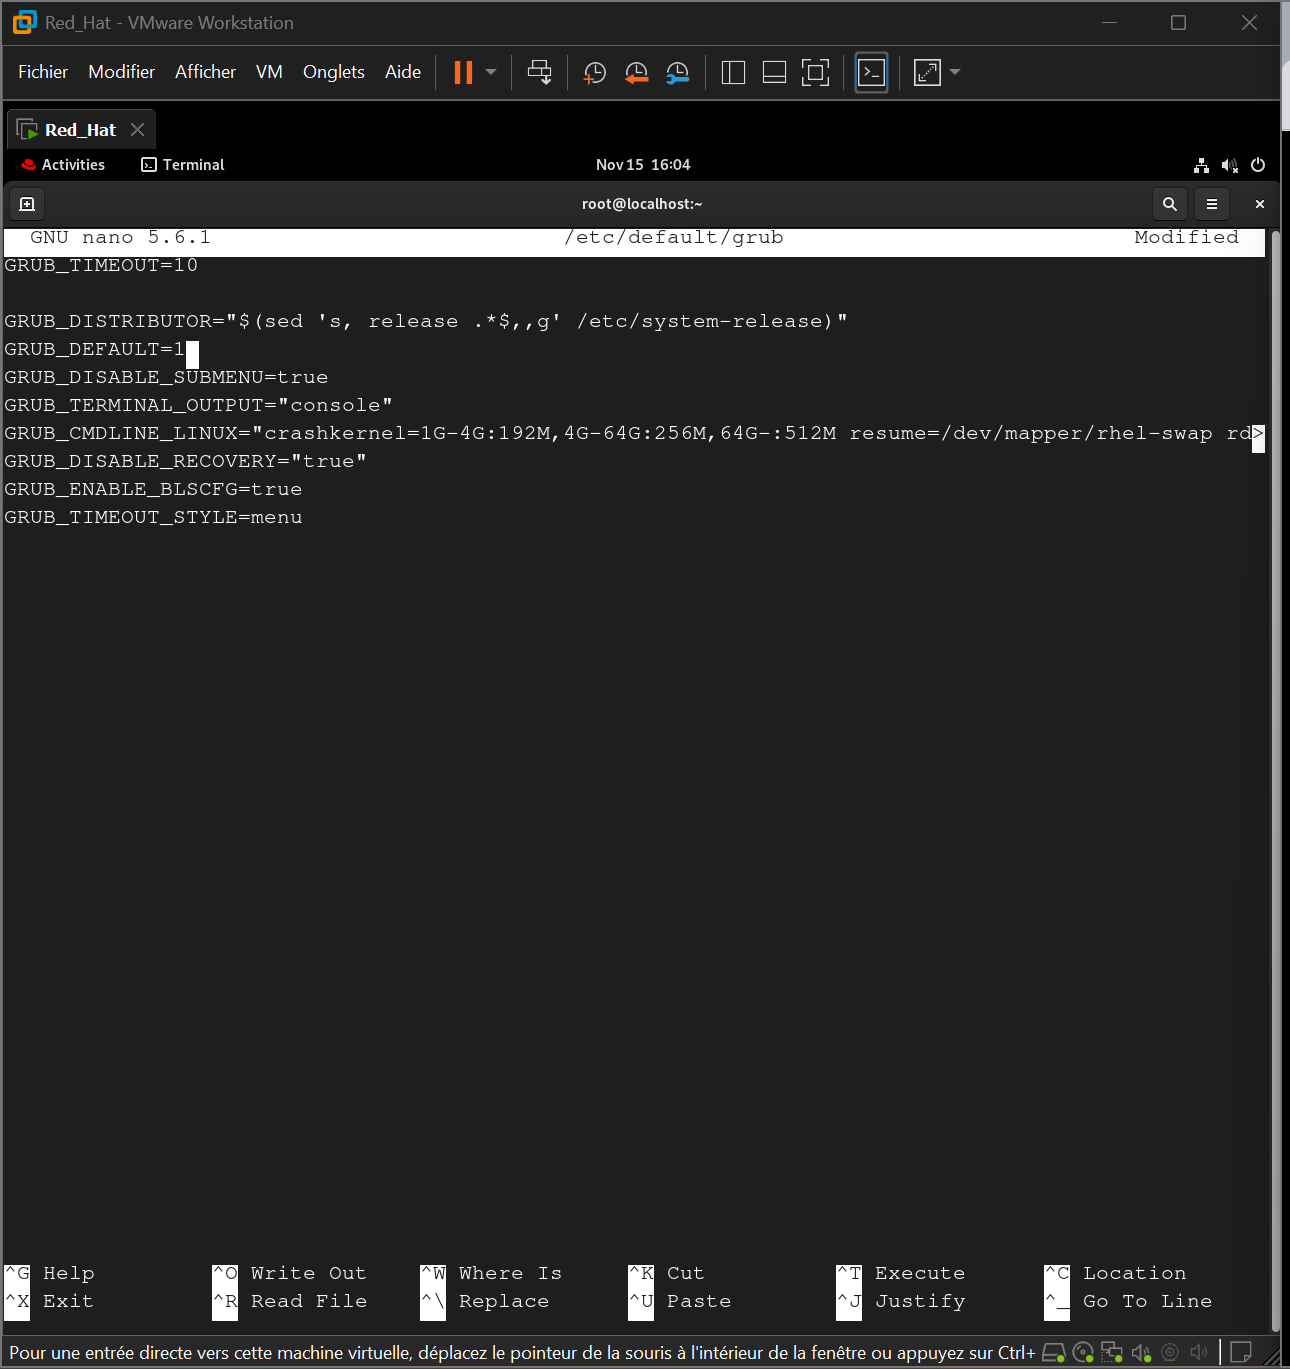 Red_Hat - VMware Workstation
Fichier Modifier Afficher VM Onglets Aide
Red_Hat
Activities Terminal Nov 15 16:04
root@localhost:~
GNU nano 5.6.1 /etc/default/grub Modified
GRUB_TIMEOUT=10
GRUB_DISTRIBUTOR="$(sed 's, release .*$,,g' /etc/system-release)"
GRUB_DEFAULT=1
GRUB_DISABLE_SUBMENU=true
GRUB_TERMINAL_OUTPUT="console"
GRUB_CMDLINE_LINUX="crashkernel=1G-4G:192M,4G-64G:256M,64G-:512M resume=/dev/mapper/rhel-swap rd>
GRUB_DISABLE_RECOVERY="true"
GRUB_ENABLE_BLSCFG=true
GRUB_TIMEOUT_STYLE=menu
^G Help ^O Write Out ^W Where Is ^K Cut ^T Execute ^C Location
^X Exit ^R Read File ^\ Replace ^U Paste ^J Justify ^_ Go To Line
Pour une entrée directe vers cette machine virtuelle, déplacez le pointeur de la souris à l'intérieur de la fenêtre ou appuyez sur Ctrl+